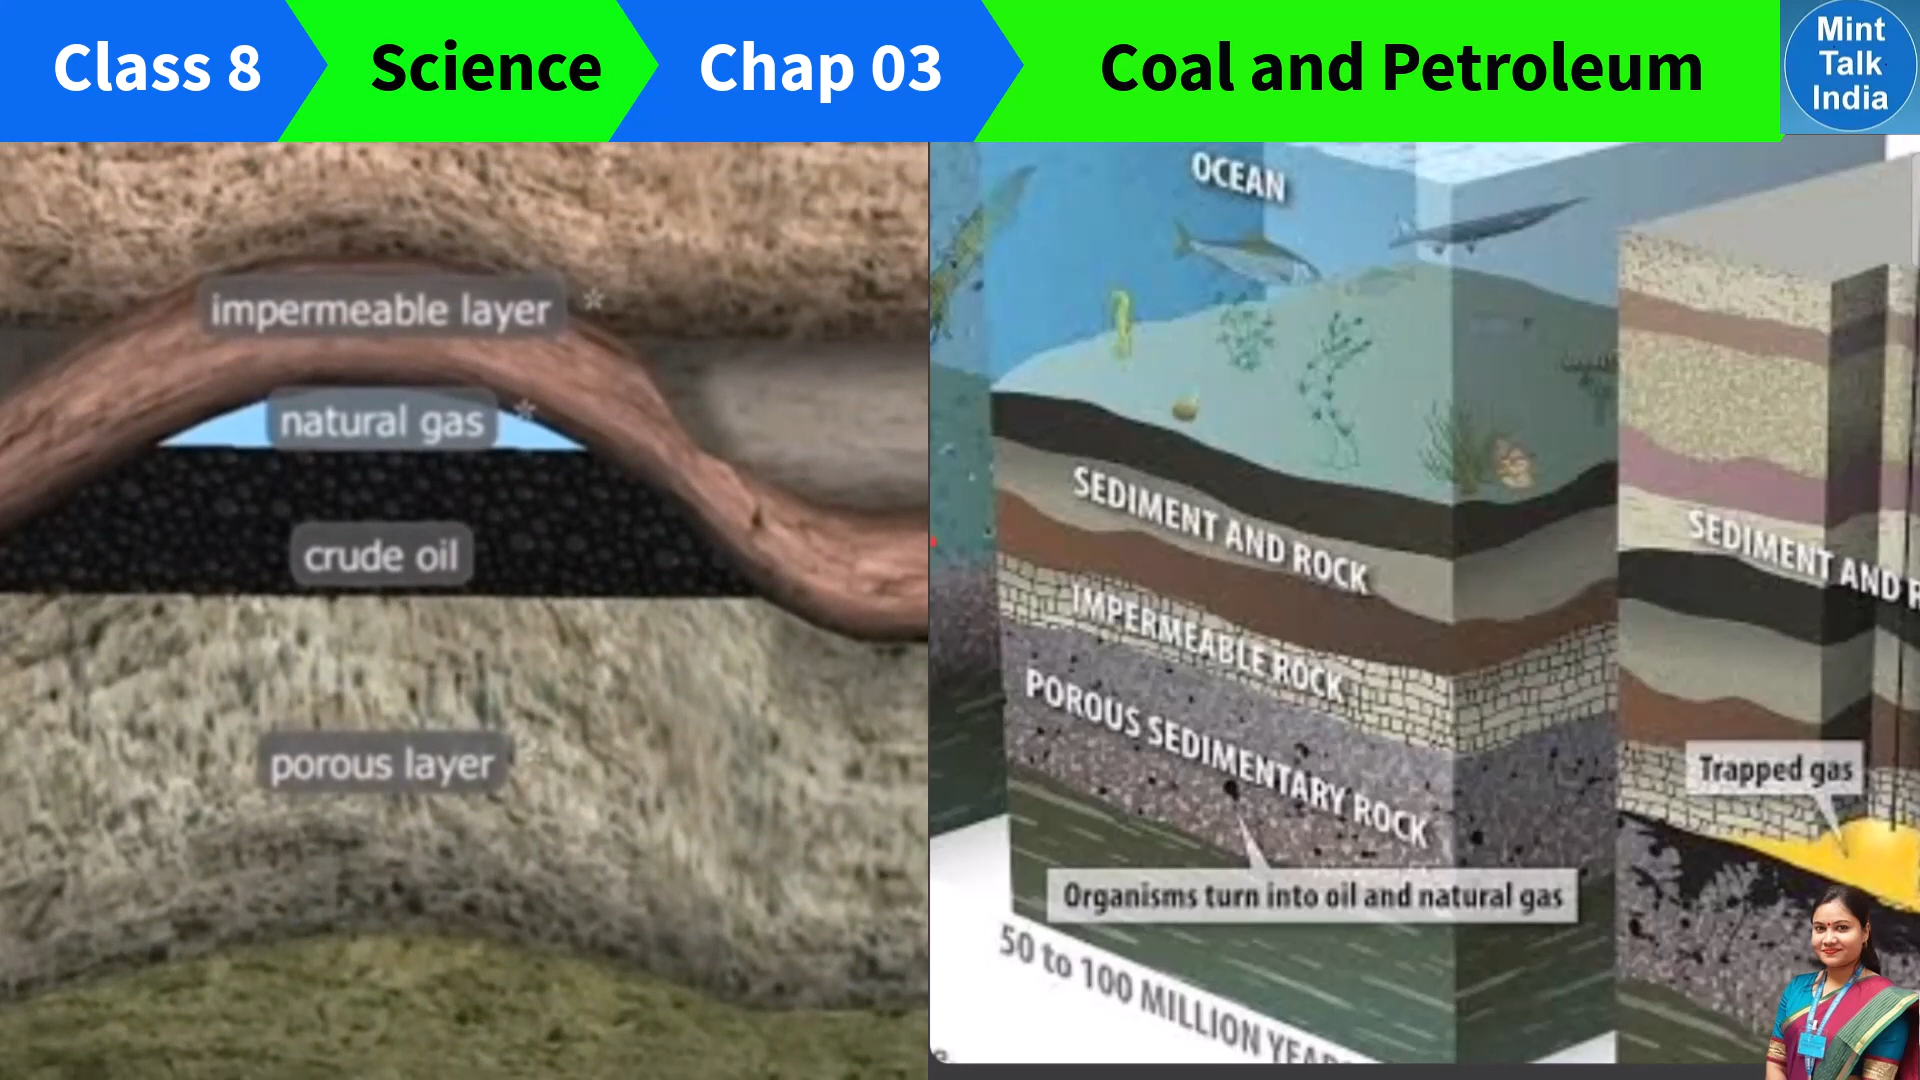 Class 8
Science
Chap 03
Coal and Petroleum
Mint
Talk
India
impermeable layer
natural gas
crude oil
porous layer
OCEAN
SEDIMENT AND ROCK
IMPERMEABLE ROCK
POROUS SEDIMENTARY ROCK
Organisms turn into oil and natural gas
50 to 100 MILLION
SEDIMENT AND
Trapped gas